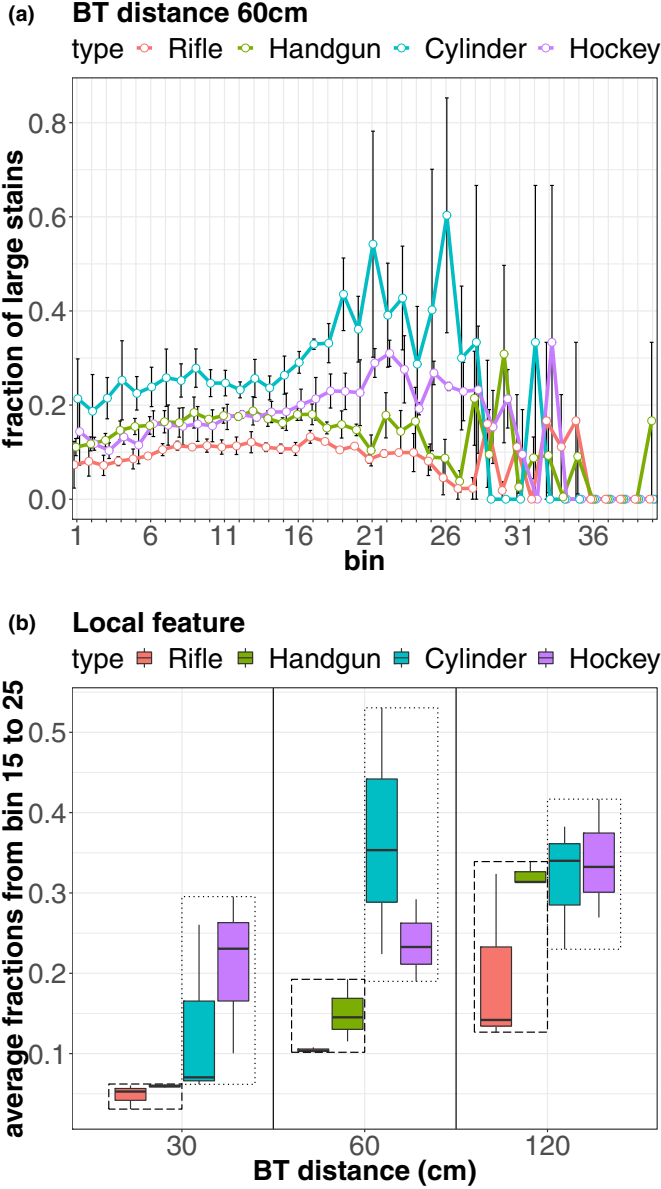 (a) BT distance 60cm
type Rifle Handgun Cylinder Hockey
fraction of large stains
0.8
0.6
0.4
0.2
0.0
1 6 11 16 21 26 31 36
bin
(b) Local feature
type Rifle Handgun Cylinder Hockey
average fractions from bin 15 to 25
0.5
0.4
0.3
0.2
0.1
30 60 120
BT distance (cm)